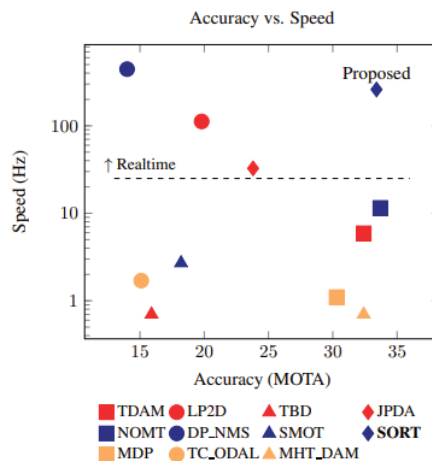 Accuracy vs. Speed
Proposed
100
↑ Realtime
10
1
Speed (Hz)
15 20 25 30 35
Accuracy (MOTA)
TDAM LP2D TBD JPDA
NOMT DP_NMS SMOT SORT
MDP TC_ODAL MHT_DAM